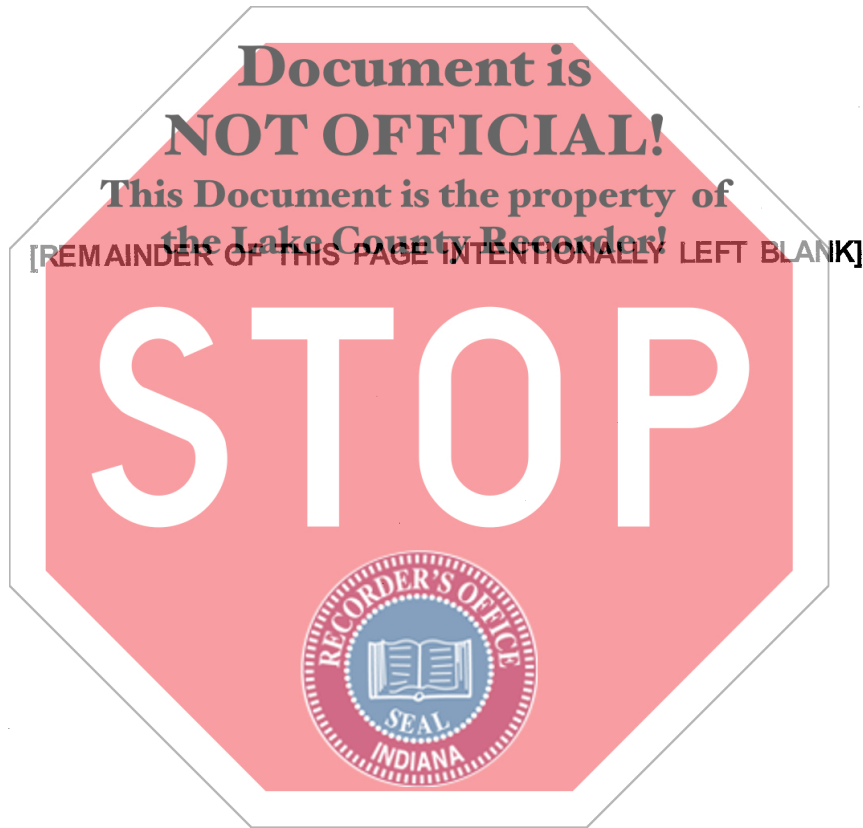 Document is
NOT OFFICIAL!
This Document is the property of
the Lake County Recorder!
[REMAINDER OF THIS PAGE INTENTIONALLY LEFT BLANK]
STOP
RECORDER'S OFFICE
SEAL
INDIANA